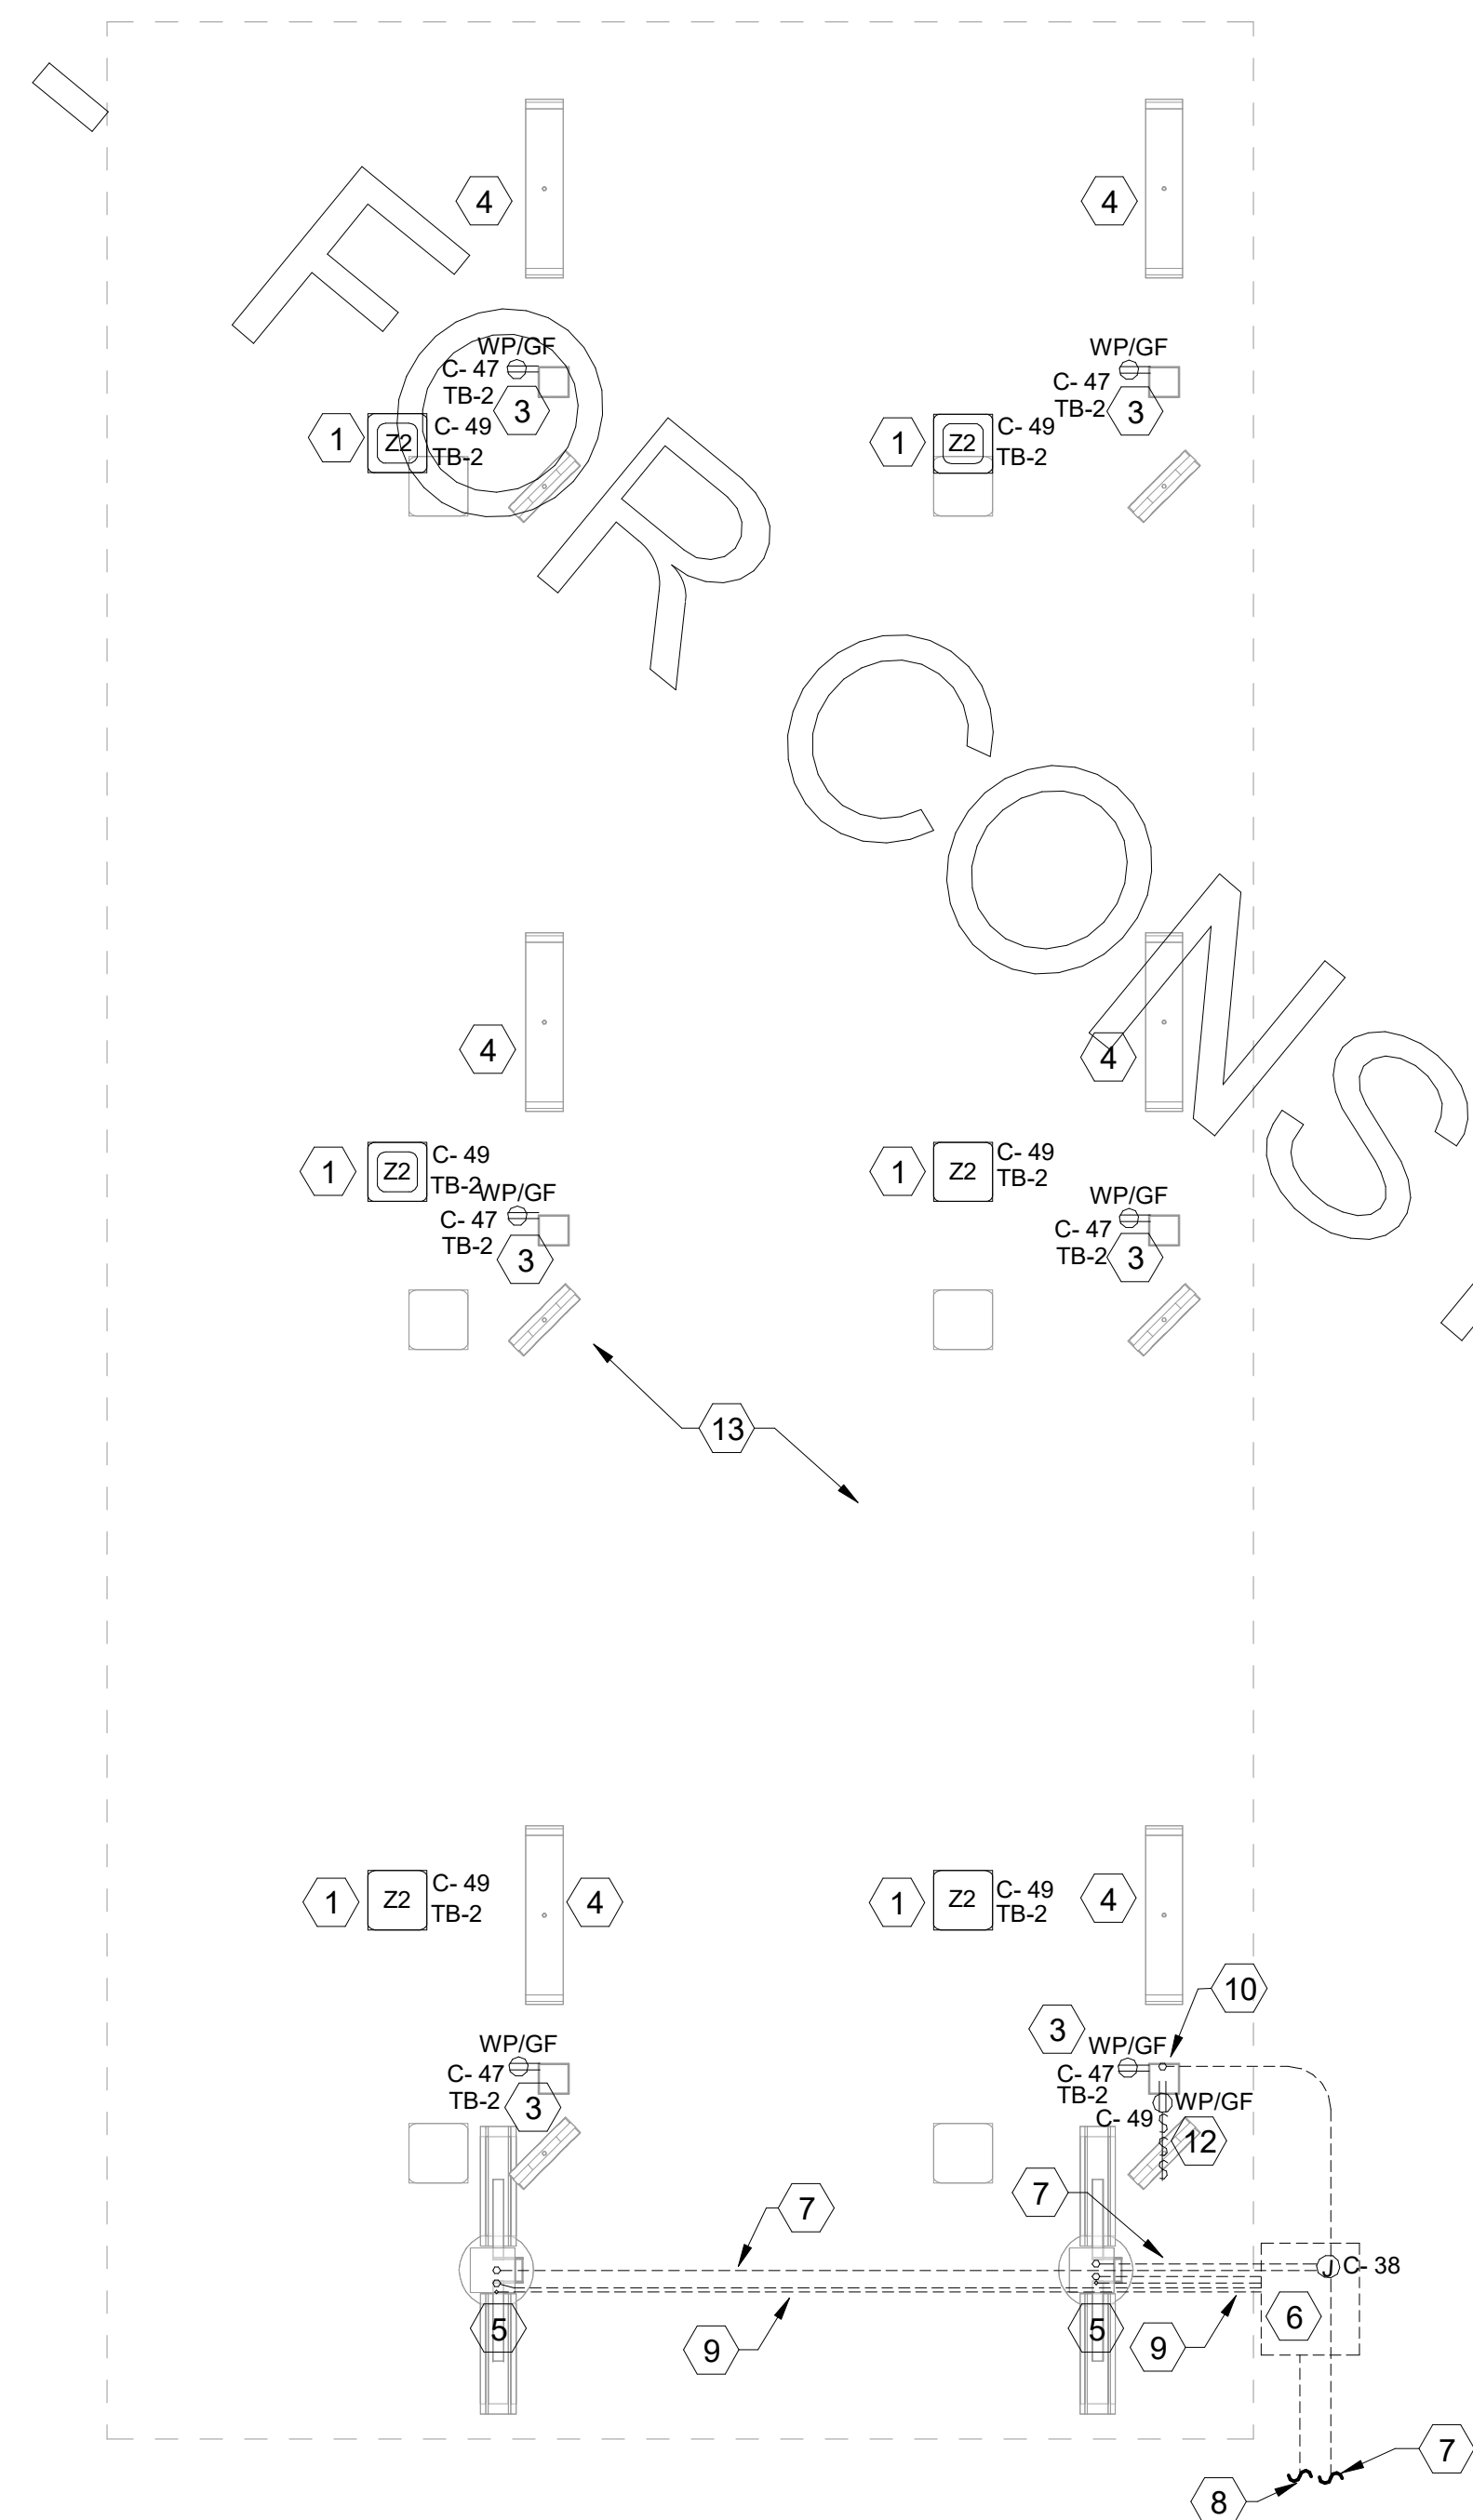 FOR CONS
4
4
WP/GF
C- 47
TB-2
3
WP/GF
C- 47
TB-2
3
1
Z2
C- 49
TB-2
1
Z2
C- 49
TB-2
4
4
1
Z2
C- 49
TB-2
1
Z2
C- 49
TB-2
WP/GF
C- 47
TB-2
3
WP/GF
C- 47
TB-2
3
13
1
Z2
C- 49
TB-2
4
1
Z2
C- 49
TB-2
4
10
3
WP/GF
C- 47
TB-2
3
WP/GF
C- 47
TB-2
WP/GF
C- 49
12
7
7
J
C- 38
5
5
6
9
9
7
8